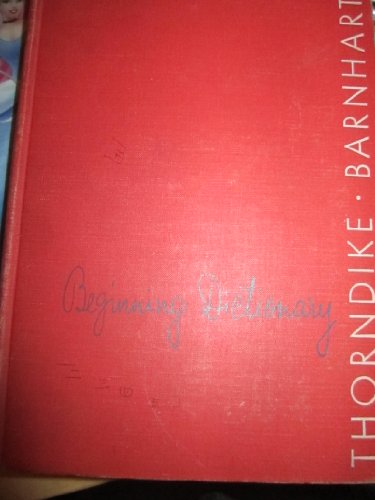 Beginning Dictionary
THORNDIKE · BARNHART